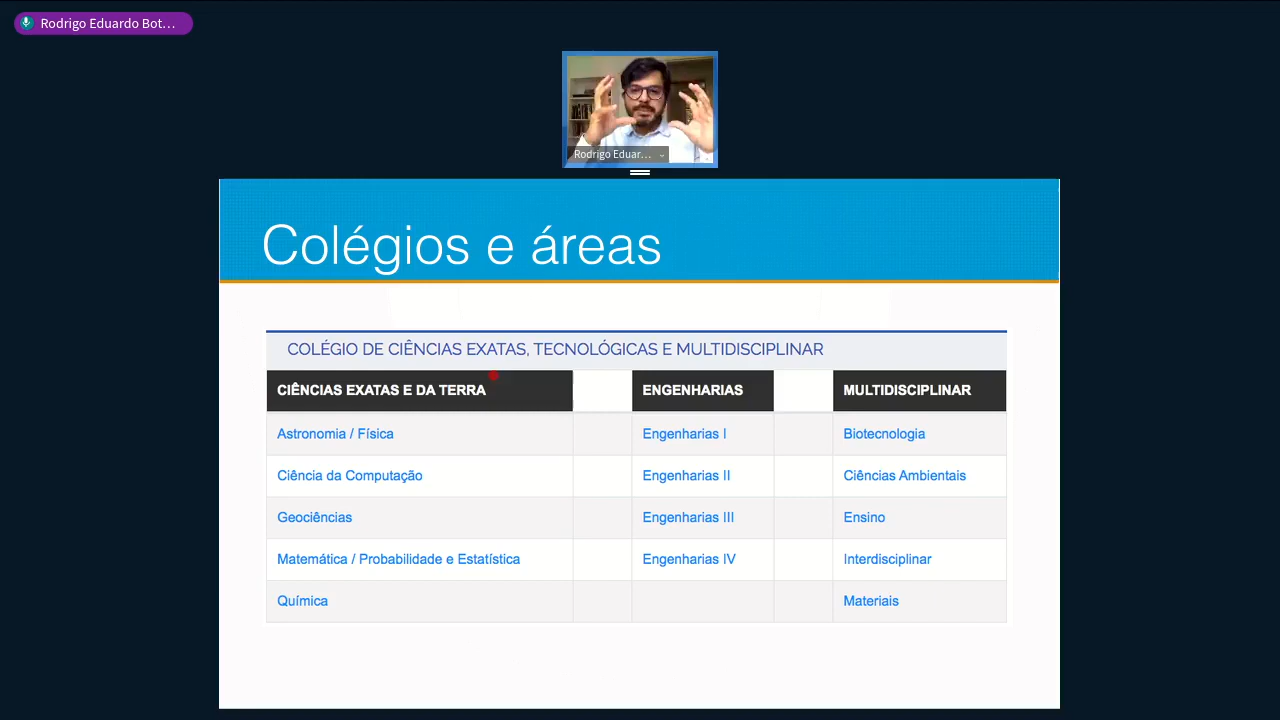 Rodrigo Eduardo Bot...
Rodrigo Eduar...
Colégios e áreas
COLÉGIO DE CIÊNCIAS EXATAS, TECNOLÓGICAS E MULTIDISCIPLINAR
CIÊNCIAS EXATAS E DA TERRA ENGENHARIAS MULTIDISCIPLINAR
Astronomia / Física Engenharias I Biotecnologia
Ciência da Computação Engenharias II Ciências Ambientais
Geociências Engenharias III Ensino
Matemática / Probabilidade e Estatística Engenharias IV Interdisciplinar
Química Materiais